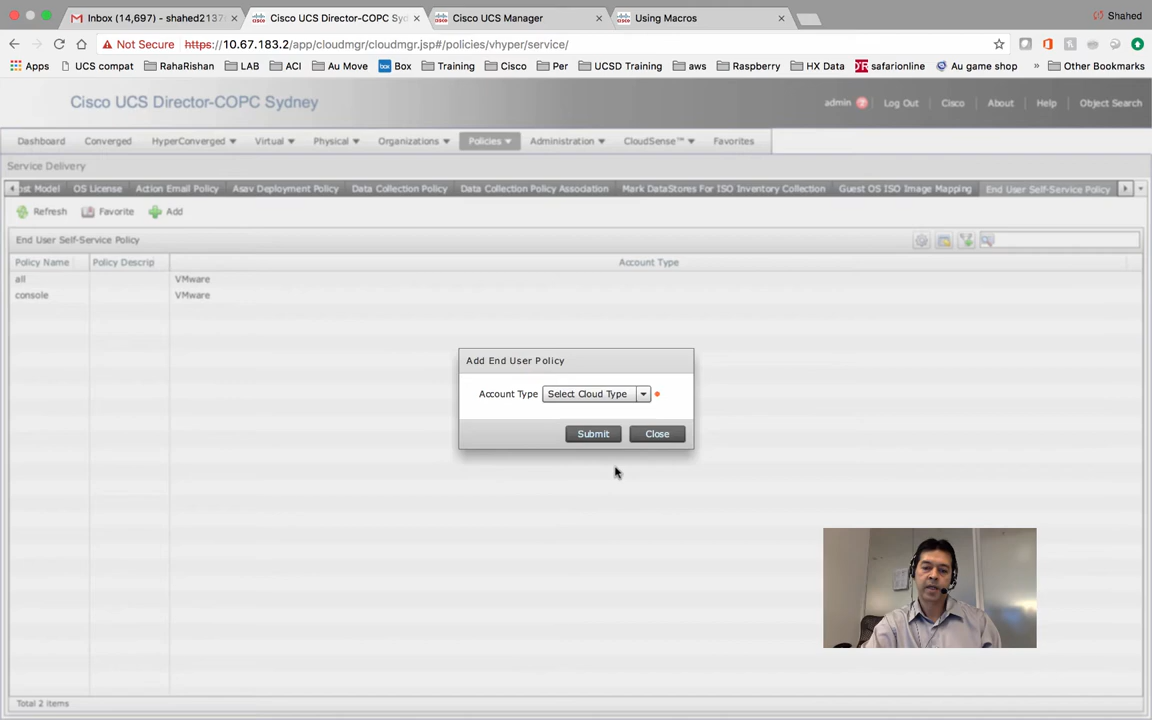 Inbox (14,697) - shahed2137
Cisco UCS Director-COPC Syd
Cisco UCS Manager
Using Macros
Shahed
Not Secure https://10.67.183.2/app/cloudmgr/cloudmgr.jsp#/policies/vhyper/service/
Apps UCS compat RahaRishan LAB ACI Au Move box Box Training Cisco Per UCSD Training aws Raspberry HX Data safarionline Au game shop » Other Bookmarks
Cisco UCS Director-COPC Sydney
admin Log Out Cisco About Help Object Search
Dashboard Converged HyperConverged Virtual Physical Organizations Policies Administration CloudSense™ Favorites
Service Delivery
ost Model OS License Action Email Policy Asav Deployment Policy Data Collection Policy Data Collection Policy Association Mark DataStores For ISO Inventory Collection Guest OS ISO Image Mapping End User Self-Service Policy
Refresh Favorite Add
End User Self-Service Policy
Policy Name Policy Descrip Account Type
all VMware
console VMware
Add End User Policy
Account Type Select Cloud Type
Submit Close
Total 2 items